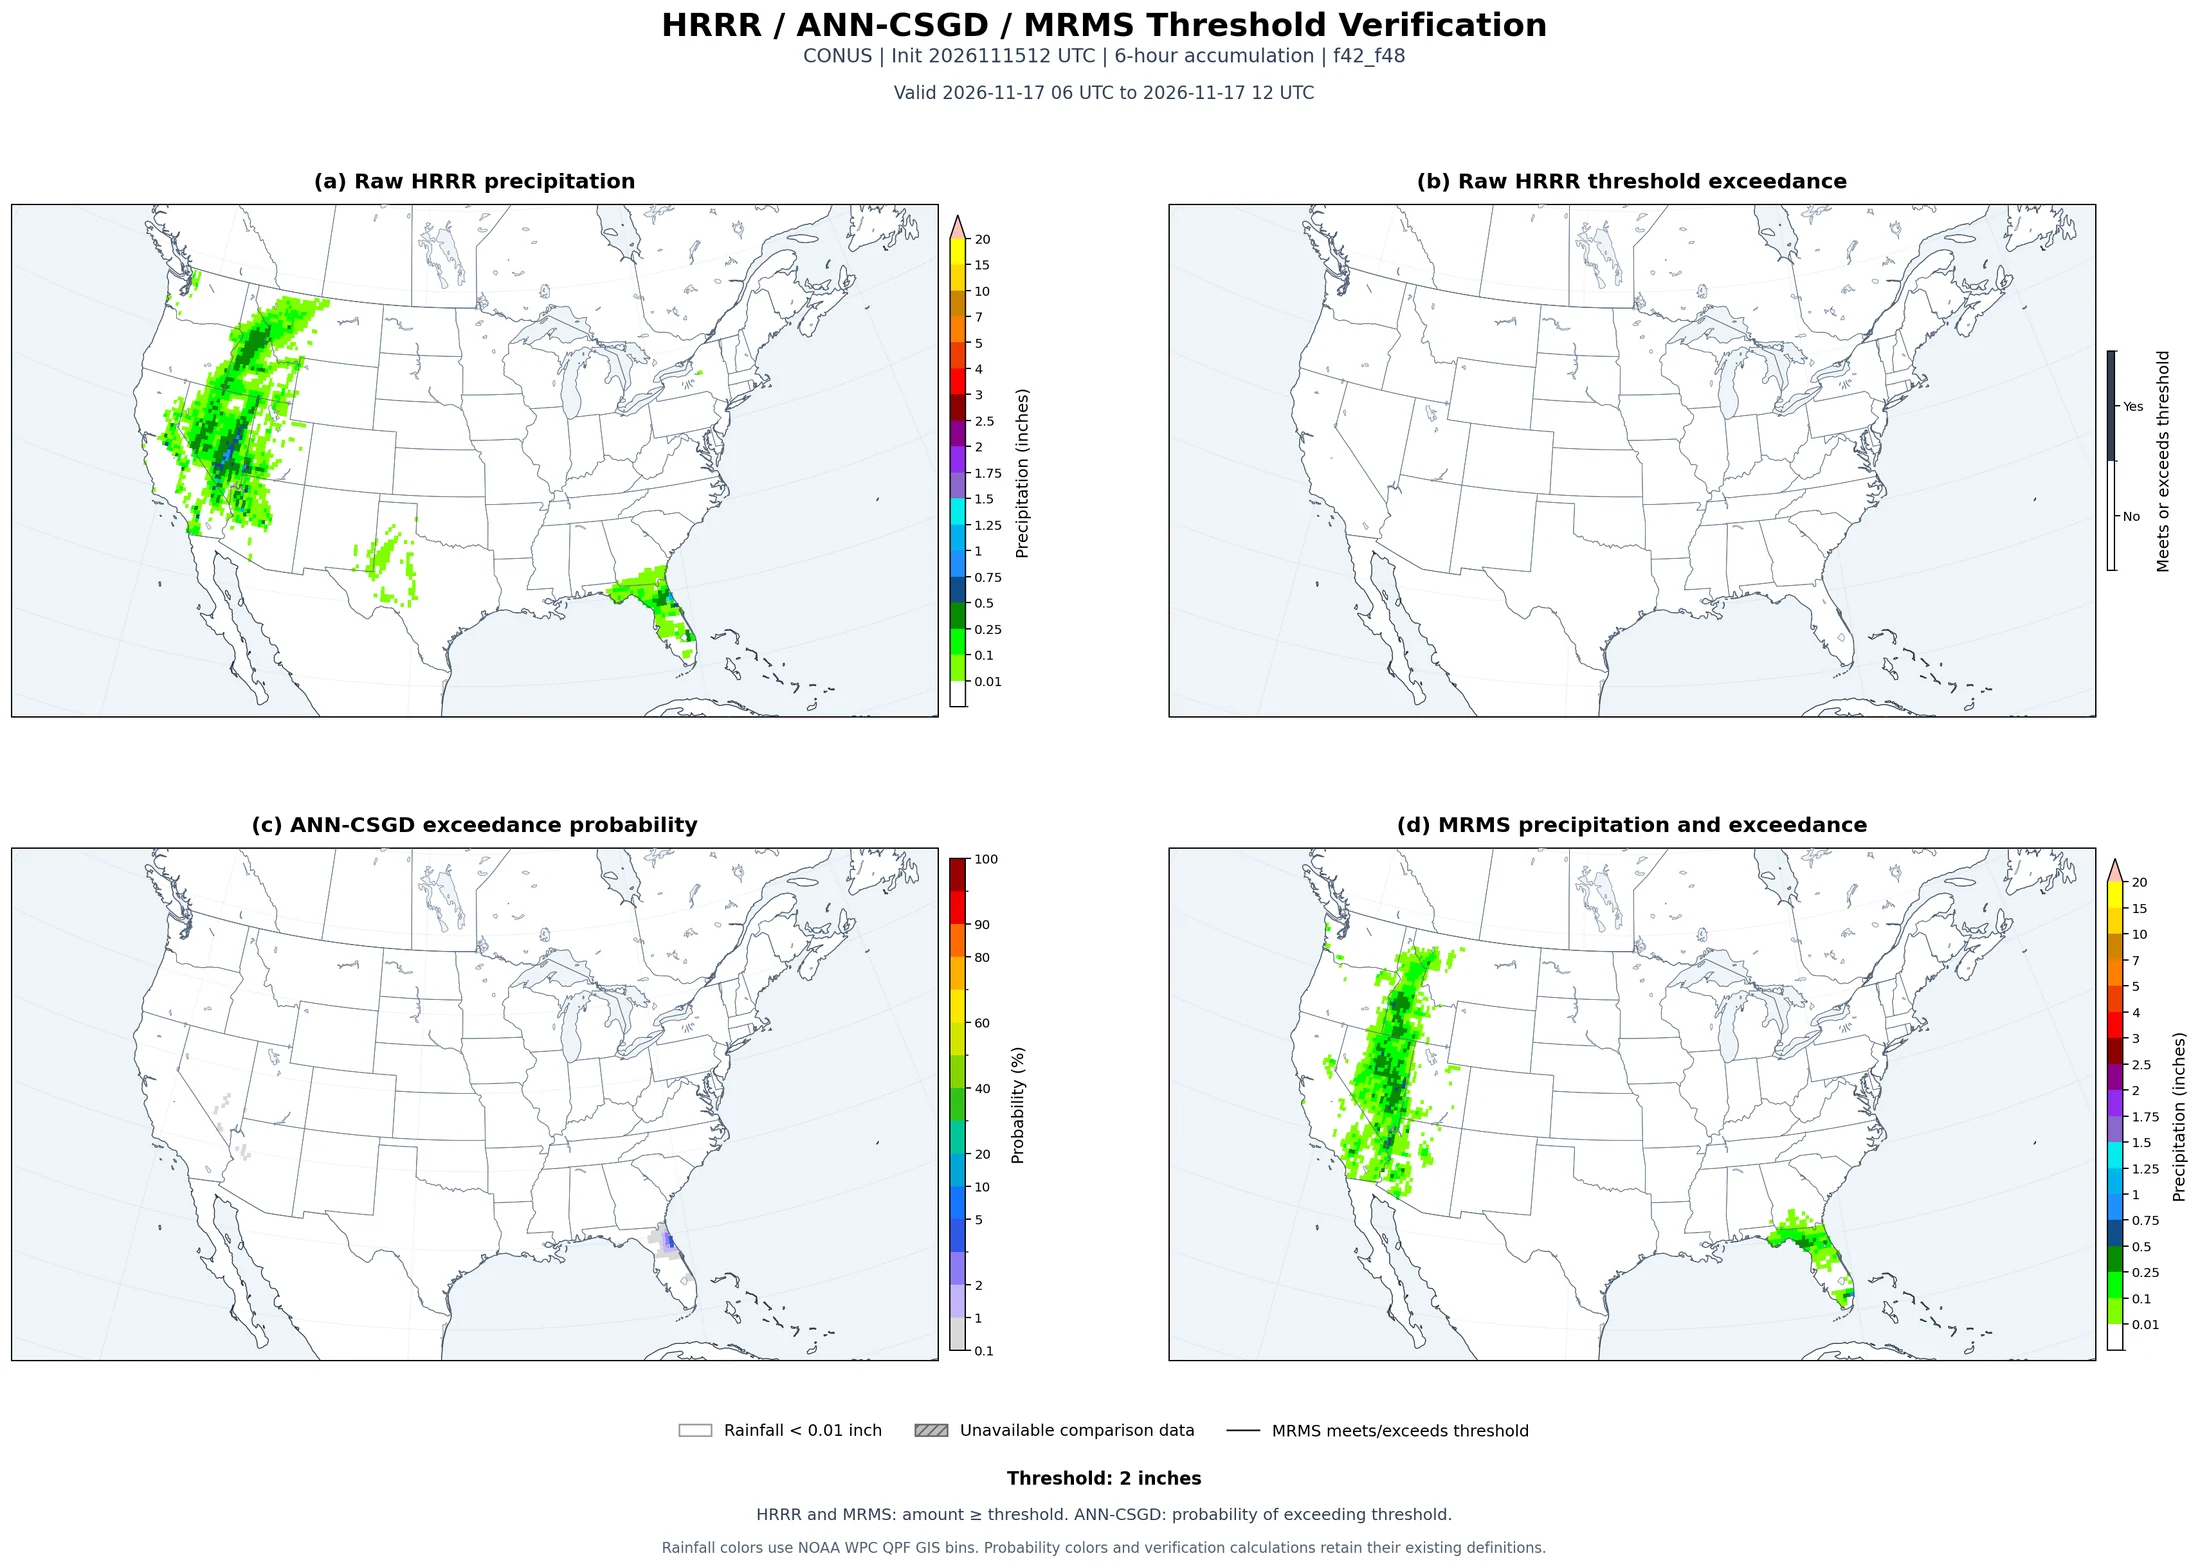 HRRR / ANN-CSGD / MRMS Threshold Verification
CONUS | Init 2026111512 UTC | 6-hour accumulation | f42_f48
Valid 2026-11-17 06 UTC to 2026-11-17 12 UTC
(a) Raw HRRR precipitation
20
15
10
7
5
4
3
2.5
2
1.75
1.5
1.25
1
0.75
0.5
0.25
0.1
0.01
Precipitation (inches)
(b) Raw HRRR threshold exceedance
Yes
No
Meets or exceeds threshold
(c) ANN-CSGD exceedance probability
100
90
80
60
40
20
10
5
2
1
0.1
Probability (%)
(d) MRMS precipitation and exceedance
20
15
10
7
5
4
3
2.5
2
1.75
1.5
1.25
1
0.75
0.5
0.25
0.1
0.01
Precipitation (inches)
Rainfall < 0.01 inch
Unavailable comparison data
MRMS meets/exceeds threshold
Threshold: 2 inches
HRRR and MRMS: amount ≥ threshold. ANN-CSGD: probability of exceeding threshold.
Rainfall colors use NOAA WPC QPF GIS bins. Probability colors and verification calculations retain their existing definitions.